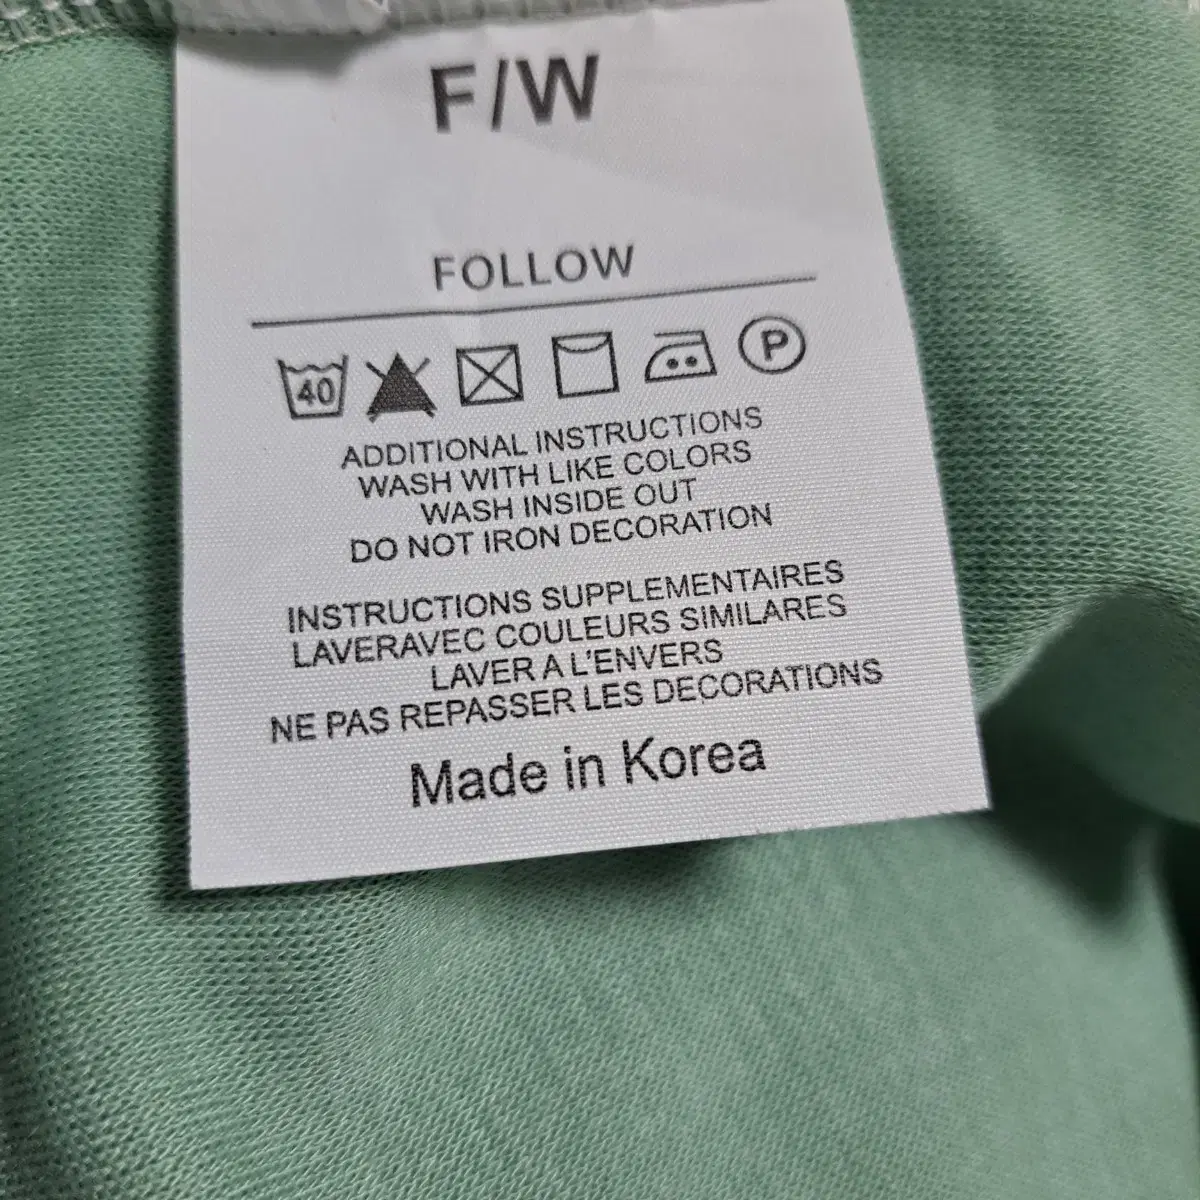 F/W
FOLLOW
40 P
ADDITIONAL INSTRUCTIONS
WASH WITH LIKE COLORS
WASH INSIDE OUT
DO NOT IRON DECORATION
INSTRUCTIONS SUPPLEMENTAIRES
LAVERAVEC COULEURS SIMILARES
LAVER A L'ENVERS
NE PAS REPASSER LES DECORATIONS
Made in Korea